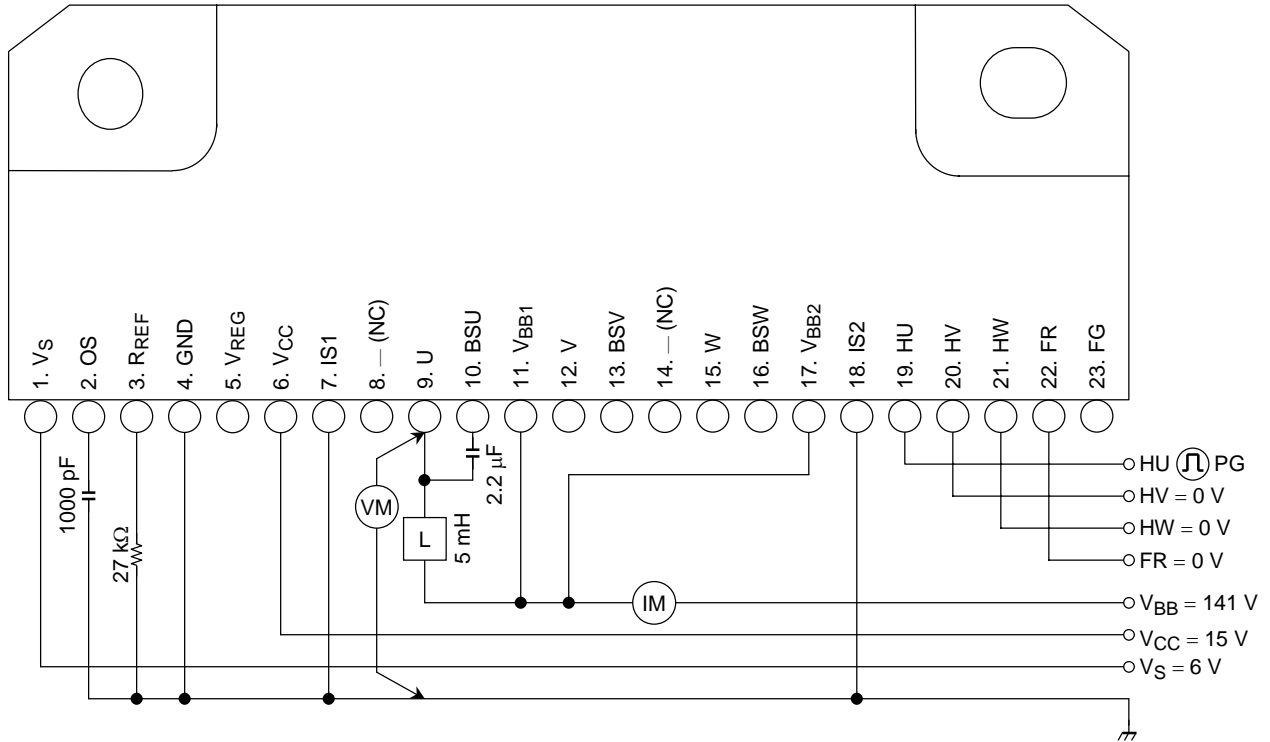 1. VS
2. OS
3. RREF
4. GND
5. VREG
6. VCC
7. IS1
8. — (NC)
9. U
10. BSU
11. VBB1
12. V
13. BSV
14. — (NC)
15. W
16. BSW
17. VBB2
18. IS2
19. HU
20. HV
21. HW
22. FR
23. FG
1000 pF
27 kΩ
VM
L
5 mH
2.2 μF
IM
HU PG
HV = 0 V
HW = 0 V
FR = 0 V
VBB = 141 V
VCC = 15 V
VS = 6 V